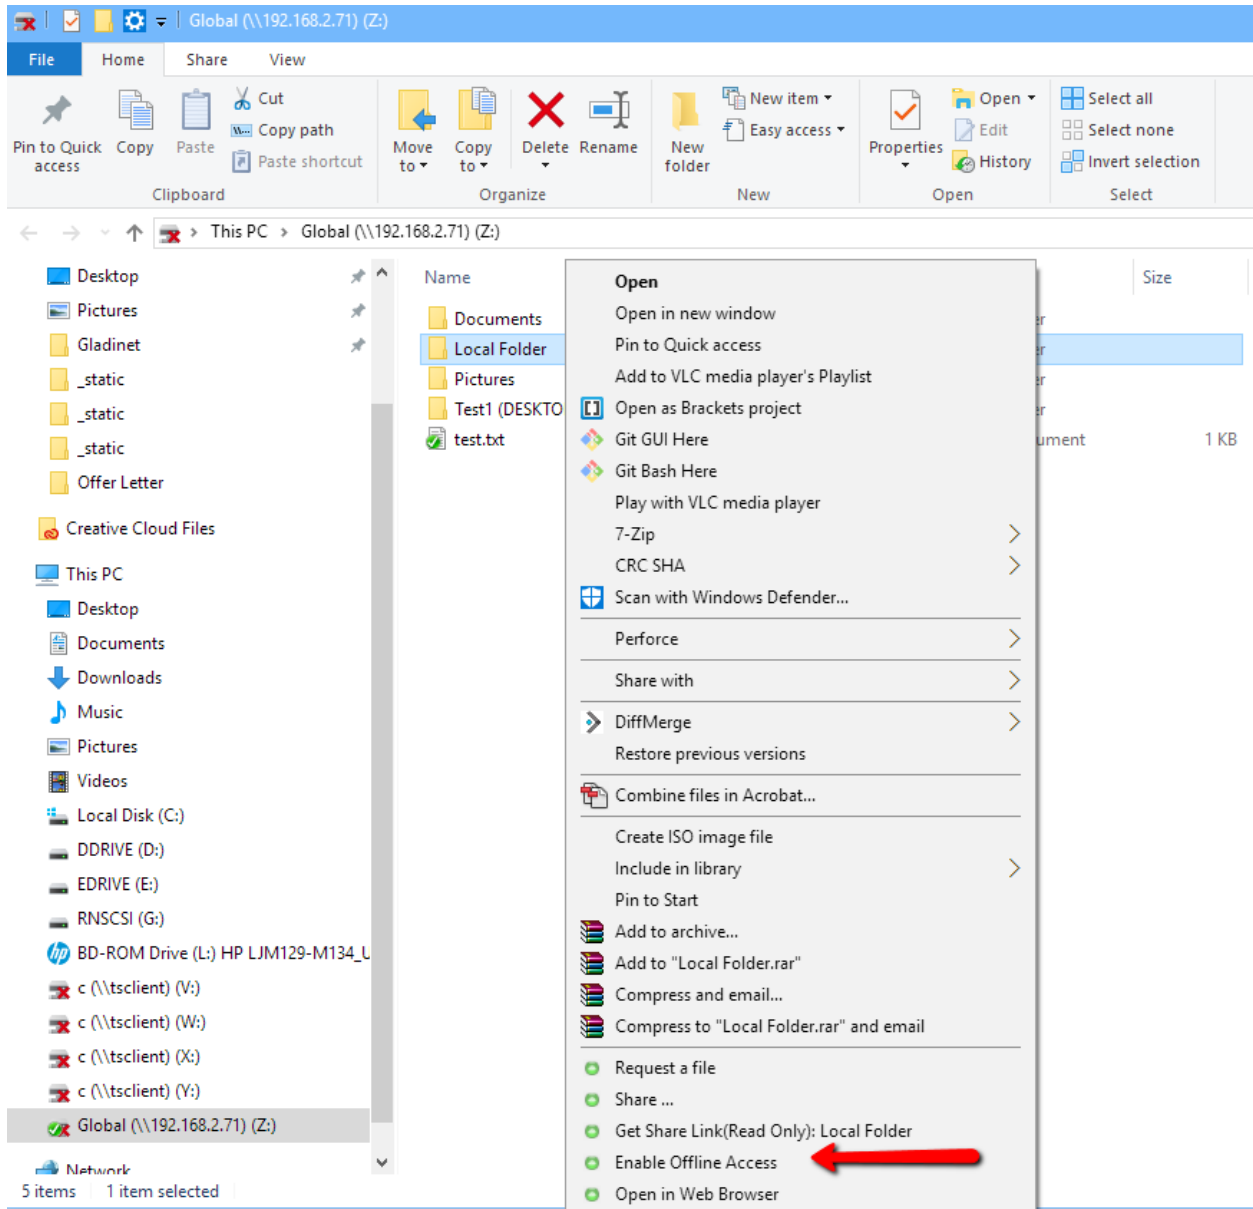 Global (\\192.168.2.71) (Z:)
File Home Share View
Pin to Quick access
Copy
Paste
Cut
Copy path
Paste shortcut
Clipboard
Move to
Copy to
Delete
Rename
Organize
New folder
New item
Easy access
New
Properties
Open
Edit
History
Open
Select all
Select none
Invert selection
Select
This PC > Global (\\192.168.2.71) (Z:)
Desktop
Pictures
Gladinet
_static
_static
_static
Offer Letter
Creative Cloud Files
This PC
Desktop
Documents
Downloads
Music
Pictures
Videos
Local Disk (C:)
DDRIVE (D:)
EDRIVE (E:)
RNSCSI (G:)
BD-ROM Drive (L:) HP LJM129-M134_U
c (\\tsclient) (V:)
c (\\tsclient) (W:)
c (\\tsclient) (X:)
c (\\tsclient) (Y:)
Global (\\192.168.2.71) (Z:)
Network
Name Size
Documents er
Local Folder er
Pictures er
Test1 (DESKTO er
test.txt ument 1 KB
Open
Open in new window
Pin to Quick access
Add to VLC media player's Playlist
Open as Brackets project
Git GUI Here
Git Bash Here
Play with VLC media player
7-Zip
CRC SHA
Scan with Windows Defender...
Perforce
Share with
DiffMerge
Restore previous versions
Combine files in Acrobat...
Create ISO image file
Include in library
Pin to Start
Add to archive...
Add to "Local Folder.rar"
Compress and email...
Compress to "Local Folder.rar" and email
Request a file
Share ...
Get Share Link(Read Only): Local Folder
Enable Offline Access
Open in Web Browser
5 items 1 item selected